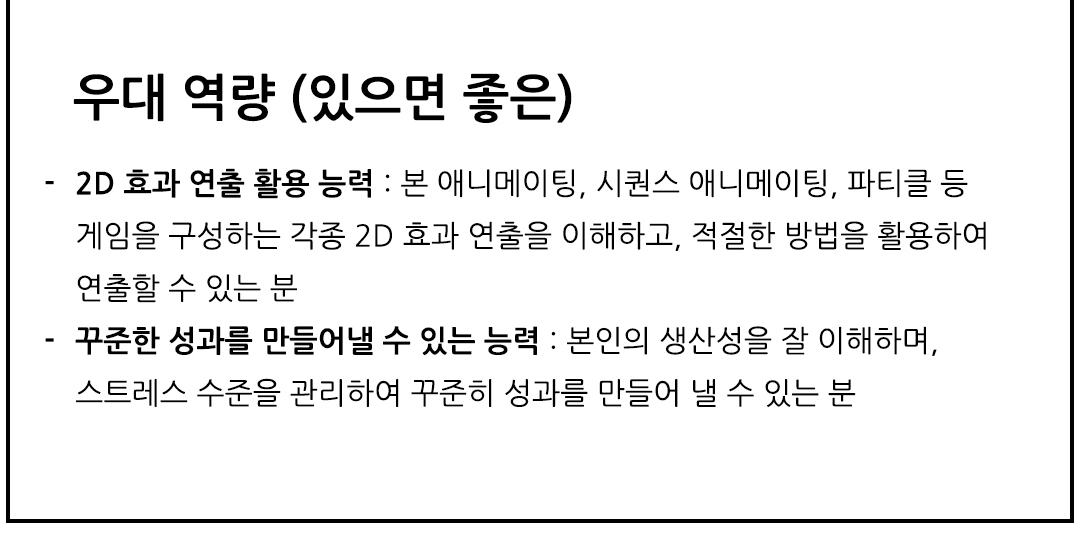 우대 역량 (있으면 좋은)
- 2D 효과 연출 활용 능력 : 본 애니메이팅, 시퀀스 애니메이팅, 파티클 등
게임을 구성하는 각종 2D 효과 연출을 이해하고, 적절한 방법을 활용하여
연출할 수 있는 분
- 꾸준한 성과를 만들어낼 수 있는 능력 : 본인의 생산성을 잘 이해하며,
스트레스 수준을 관리하여 꾸준히 성과를 만들어 낼 수 있는 분